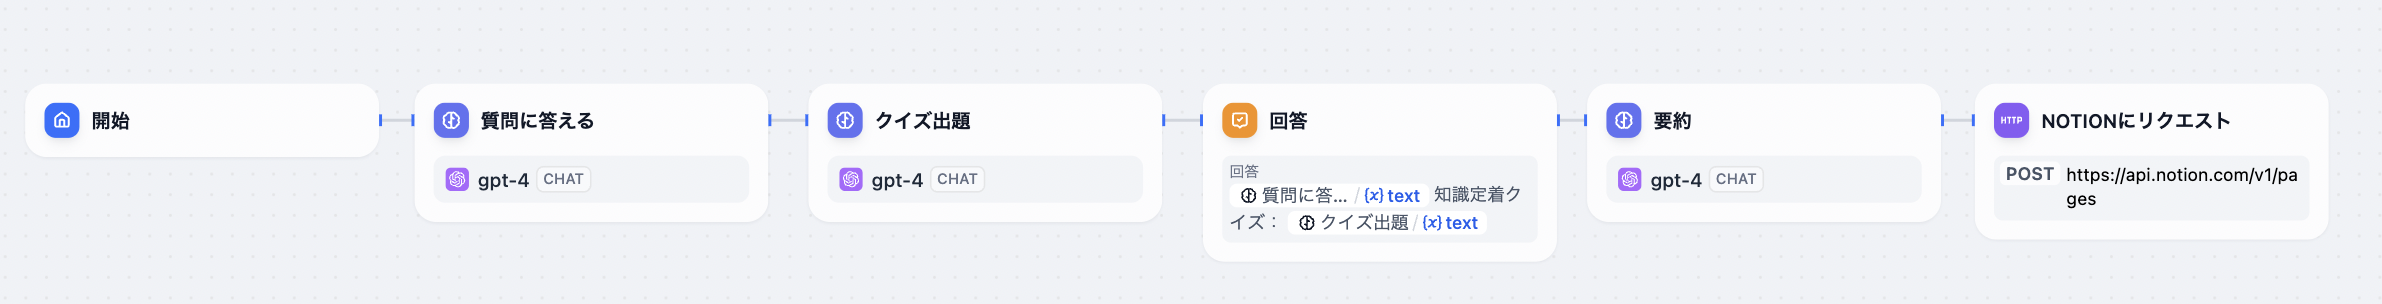 開始
質問に答える
gpt-4 CHAT
クイズ出題
gpt-4 CHAT
回答
回答
質問に答... / {x} text 知識定着ク
イズ： クイズ出題 / {x} text
要約
gpt-4 CHAT
HTTP NOTIONにリクエスト
POST https://api.notion.com/v1/pa
ges